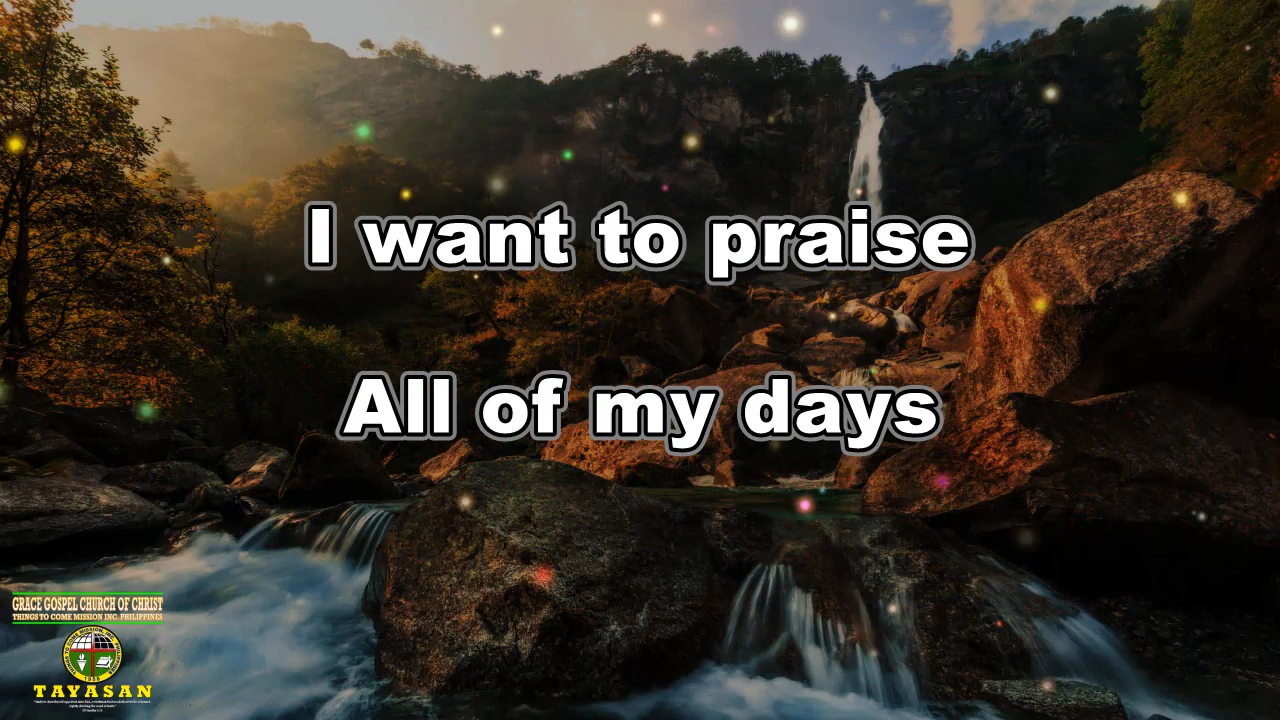 I want to praise
All of my days
GRACE GOSPEL CHURCH OF CHRIST
THINGS TO COME MISSION INC. PHILIPPINES
1958
TAYASAN